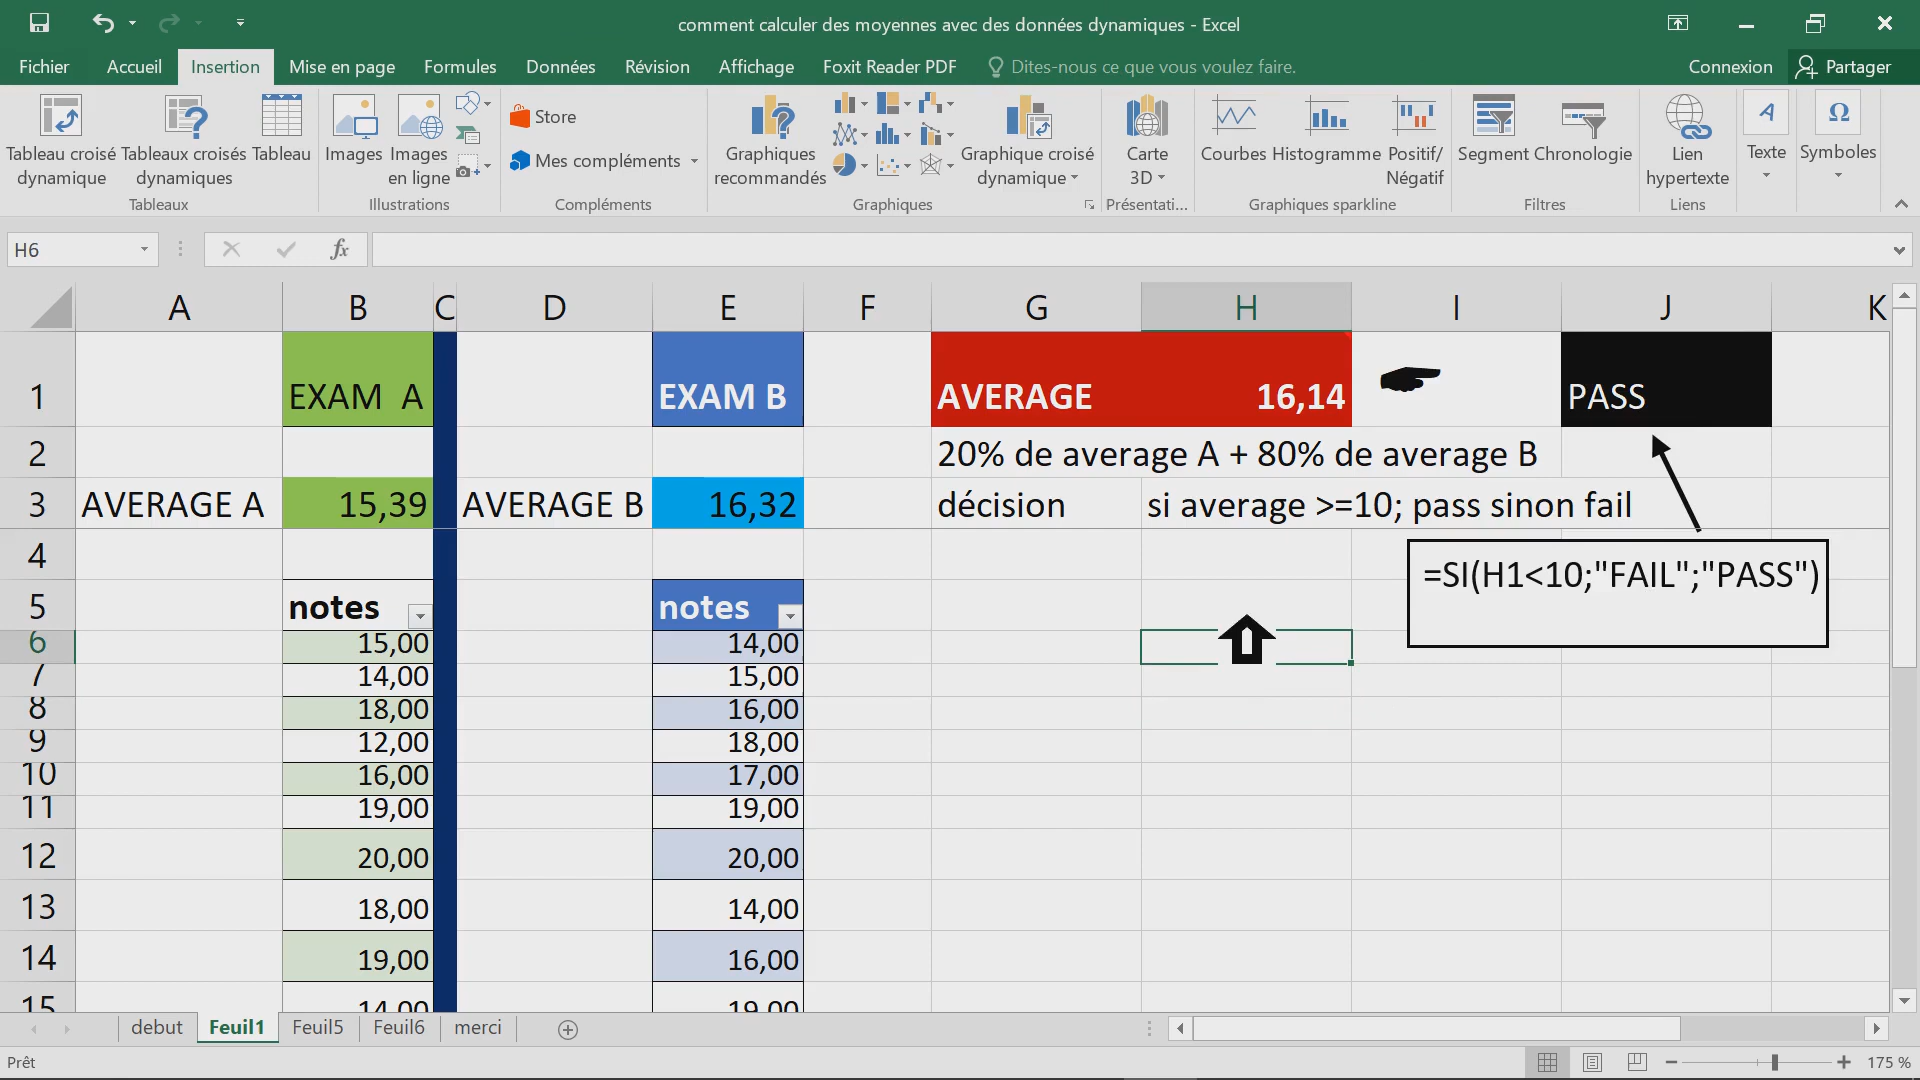 comment calculer des moyennes avec des données dynamiques - Excel
Fichier Accueil Insertion Mise en page Formules Données Révision Affichage Foxit Reader PDF Dites-nous ce que vous voulez faire. Connexion Partager
Tableau croisé dynamique
Tableaux croisés dynamiques
Tableau
Tableaux
Images
Images en ligne
Illustrations
Store
Mes compléments
Compléments
Graphiques recommandés
Graphique croisé dynamique
Graphiques
Carte 3D
Présentati...
Courbes
Histogramme
Positif/ Négatif
Graphiques sparkline
Segment
Chronologie
Filtres
Lien hypertexte
Liens
Texte
Symboles
H6 fx
A B C D E F G H I J K
1 EXAM A EXAM B AVERAGE 16,14 PASS
2 20% de average A + 80% de average B
3 AVERAGE A 15,39 AVERAGE B 16,32 décision si average >=10; pass sinon fail
4
=SI(H1<10;"FAIL";"PASS")
5 notes notes
6 15,00 14,00
7 14,00 15,00
8 18,00 16,00
9 12,00 18,00
10 16,00 17,00
11 19,00 19,00
12 20,00 20,00
13 18,00 14,00
14 19,00 16,00
15 14,00 19,00
debut Feuil1 Feuil5 Feuil6 merci
Prêt 175 %